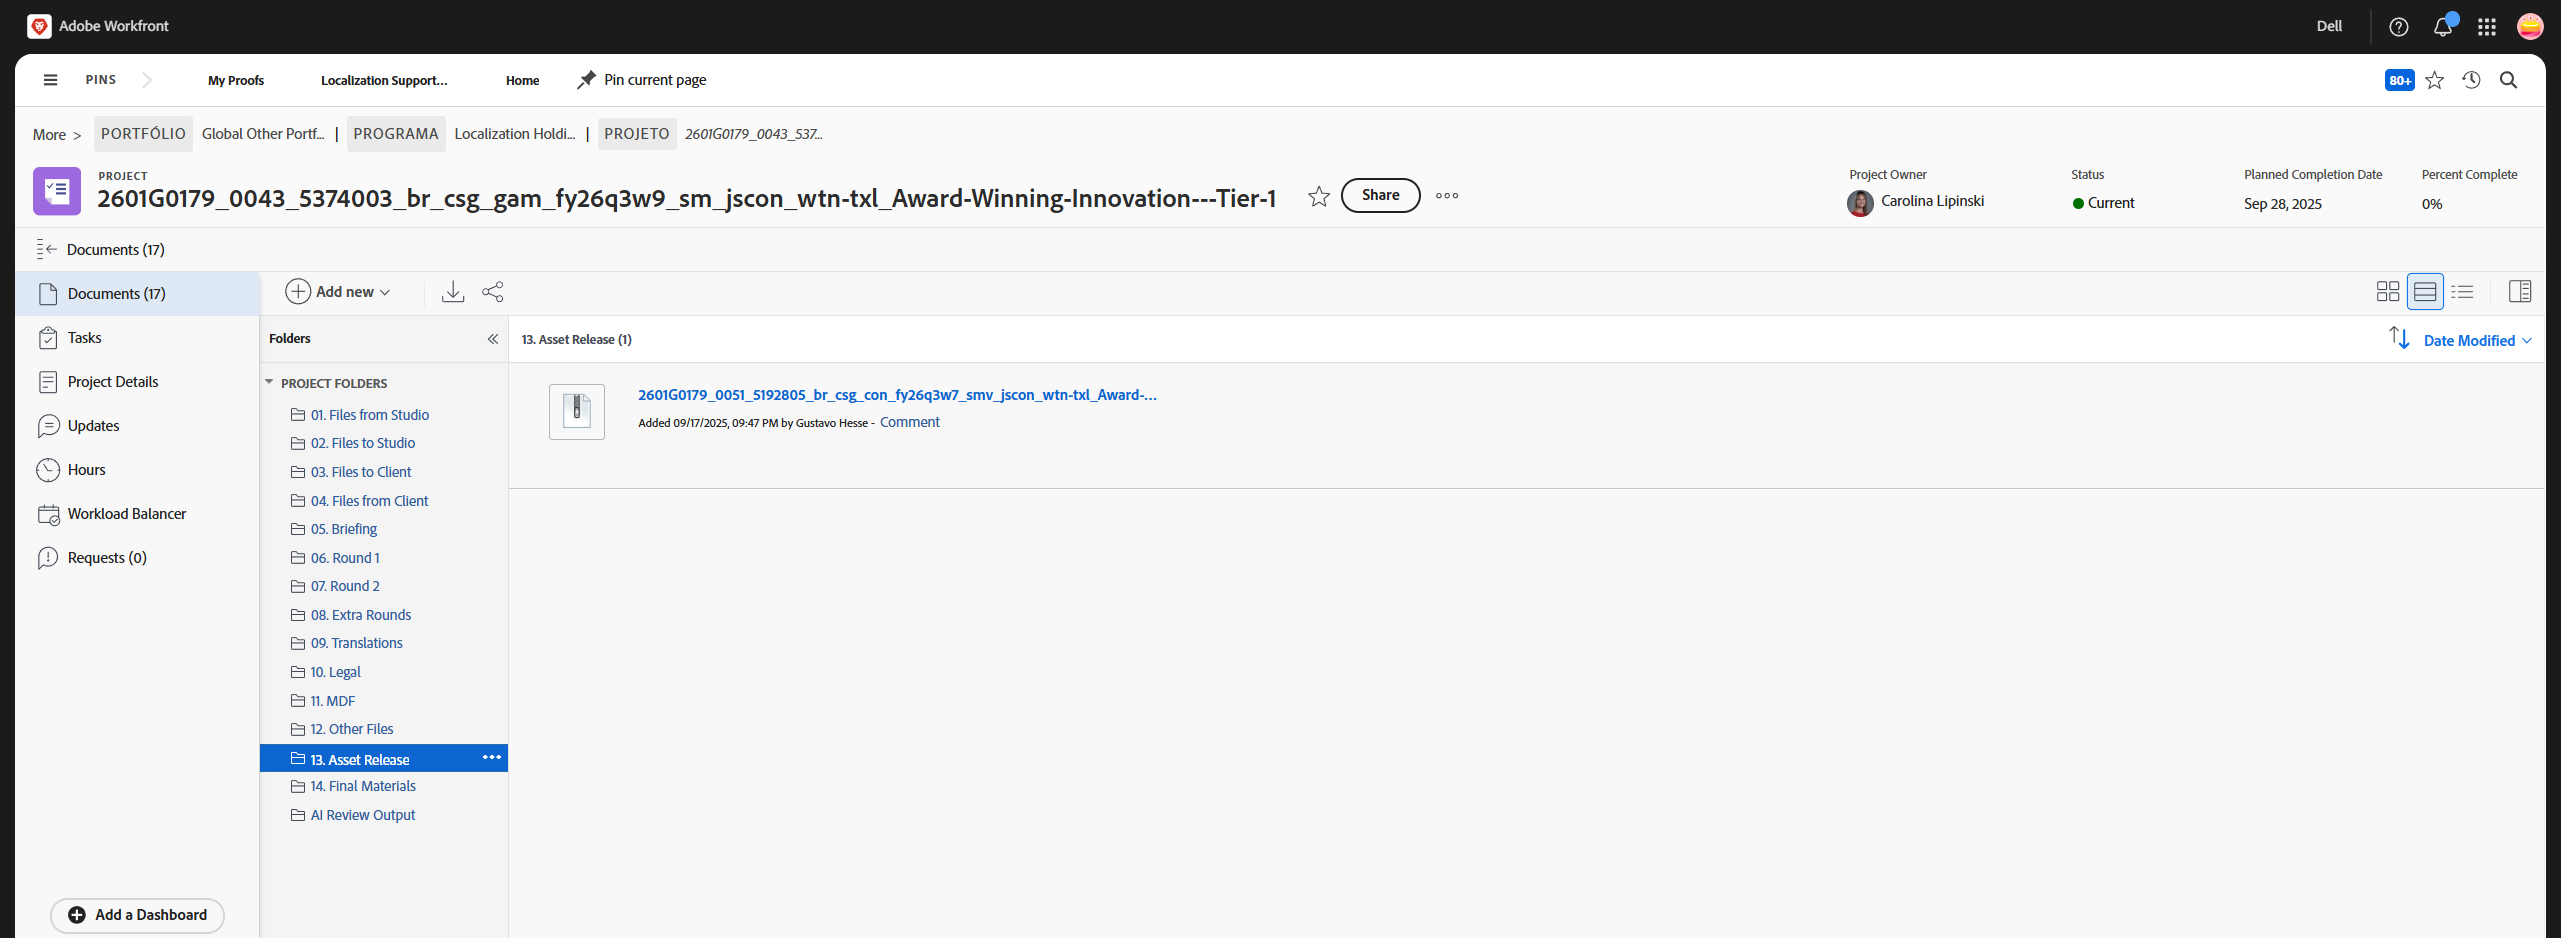 Adobe Workfront
Dell
PINS
My Proofs
Localization Support...
Home
Pin current page
80+
More >
PORTFÓLIO
Global Other Portf...
|
PROGRAMA
Localization Holdi...
|
PROJETO
2601G0179_0043_537...
PROJECT
2601G0179_0043_5374003_br_csg_gam_fy26q3w9_sm_jscon_wtn-txl_Award-Winning-Innovation---Tier-1
Share
Project Owner
Carolina Lipinski
Status
Current
Planned Completion Date
Sep 28, 2025
Percent Complete
0%
Documents (17)
Documents (17)
Tasks
Project Details
Updates
Hours
Workload Balancer
Requests (0)
Add a Dashboard
Add new
Folders
PROJECT FOLDERS
01. Files from Studio
02. Files to Studio
03. Files to Client
04. Files from Client
05. Briefing
06. Round 1
07. Round 2
08. Extra Rounds
09. Translations
10. Legal
11. MDF
12. Other Files
13. Asset Release
14. Final Materials
AI Review Output
13. Asset Release (1)
Date Modified
2601G0179_0051_5192805_br_csg_con_fy26q3w7_smv_jscon_wtn-txl_Award-...
Added 09/17/2025, 09:47 PM by Gustavo Hesse - Comment